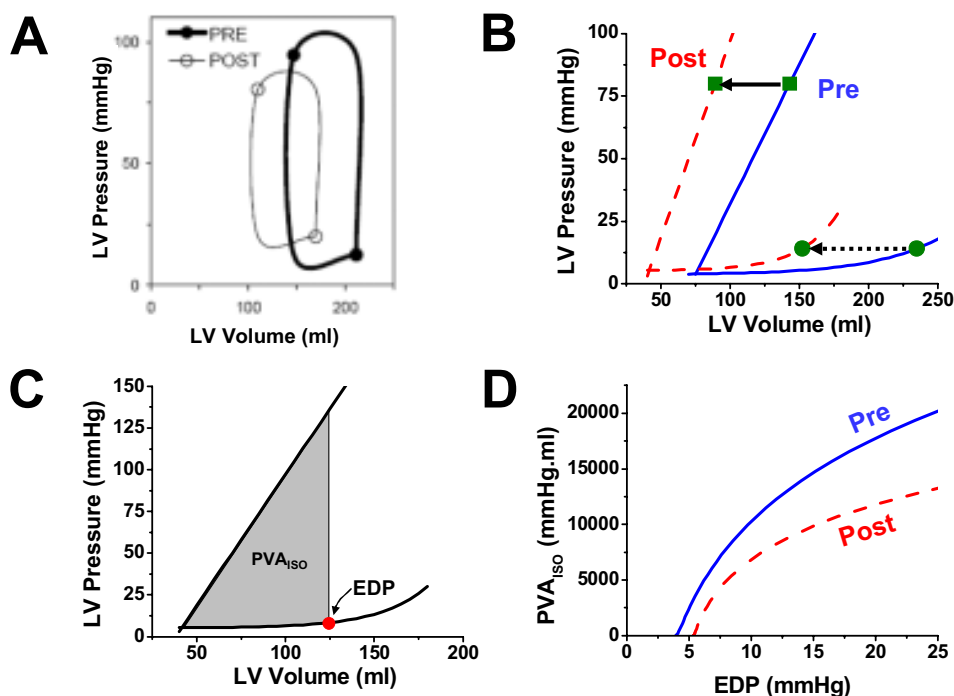 A
LV Pressure (mmHg)
100
50
0
PRE
POST
0
100
200
LV Volume (ml)
B
LV Pressure (mmHg)
100
75
50
25
0
Post
Pre
50
100
150
200
250
LV Volume (ml)
C
LV Pressure (mmHg)
150
125
100
75
50
25
0
PVAISO
EDP
0
50
100
150
200
LV Volume (ml)
D
PVAISO (mmHg.ml)
20000
15000
10000
5000
0
Pre
Post
0
5
10
15
20
25
EDP (mmHg)